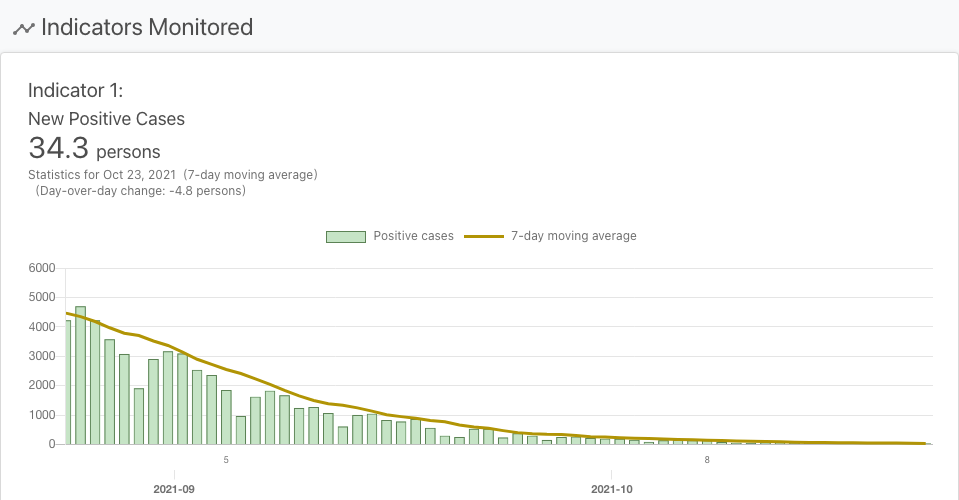 Indicators Monitored
Indicator 1:
New Positive Cases
34.3 persons
Statistics for Oct 23, 2021 (7-day moving average)
(Day-over-day change: -4.8 persons)
Positive cases 7-day moving average
6000
5000
4000
3000
2000
1000
0
5 8
2021-09 2021-10